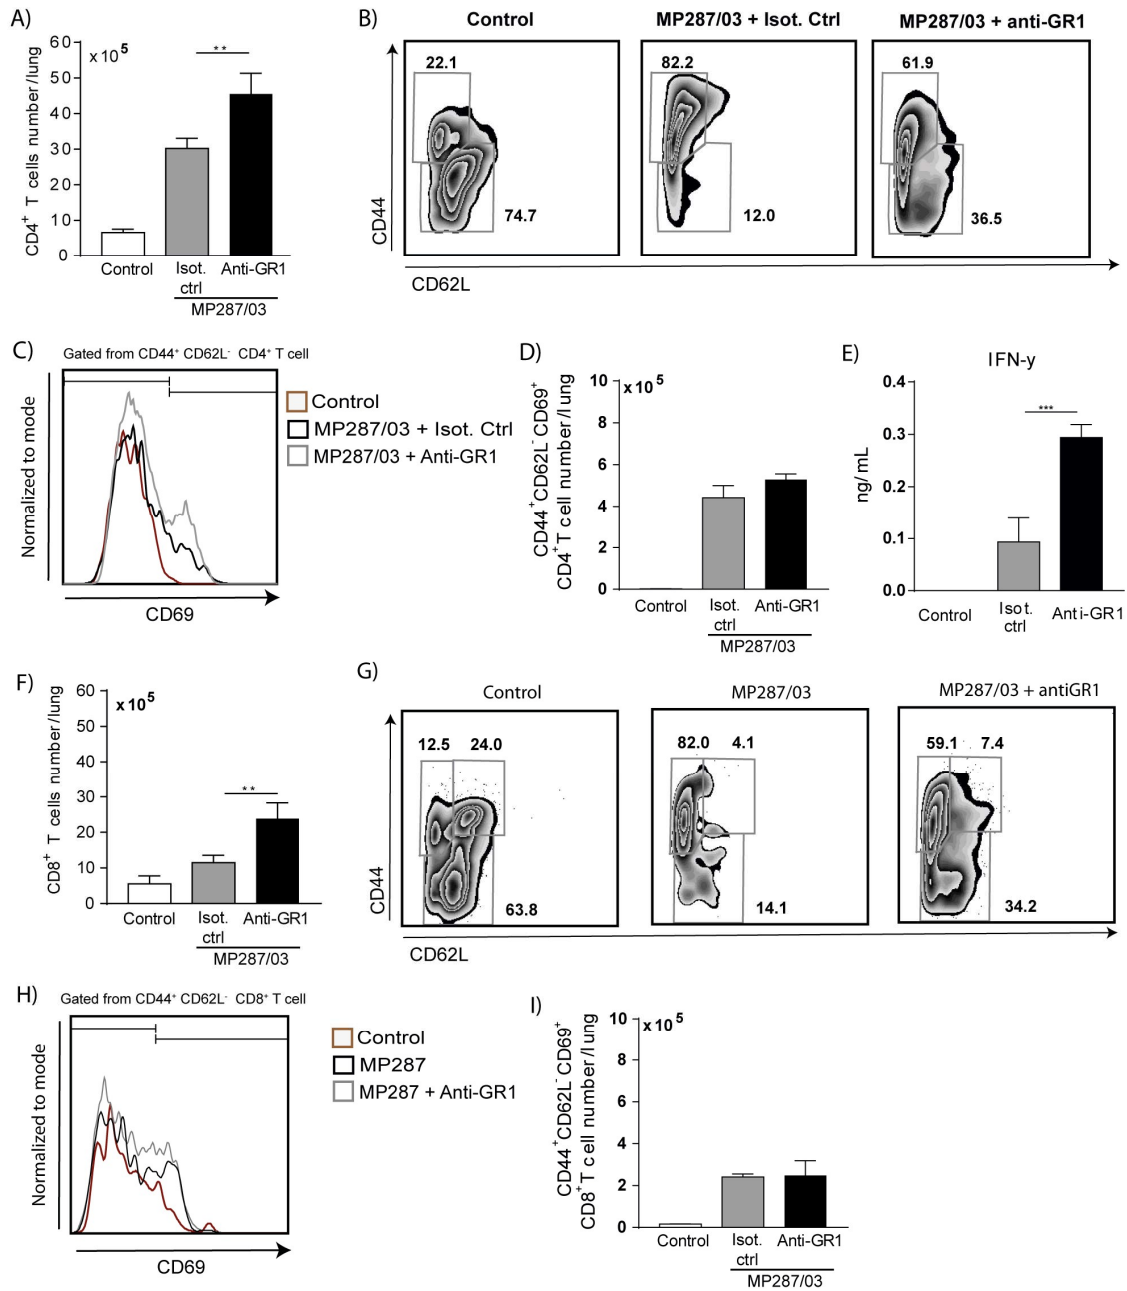 A)
x10⁵
**
CD4⁺ T cells number/lung
60
50
40
30
20
10
0
Control
Isot.
ctrl
Anti-GR1
MP287/03
B)
Control
MP287/03 + Isot. Ctrl
MP287/03 + anti-GR1
22.1
74.7
82.2
12.0
61.9
36.5
CD44
CD62L
C)
Gated from CD44⁺ CD62L⁻ CD4⁺ T cell
Normalized to mode
CD69
Control
MP287/03 + Isot. Ctrl
MP287/03 + Anti-GR1
D)
x10⁵
CD44⁺CD62L⁻CD69⁺
CD4⁺T cell number/lung
10
8
6
4
2
0
Control
Isot.
ctrl
Anti-GR1
MP287/03
E)
IFN-y
***
ng/mL
0.4
0.3
0.2
0.1
0.0
Control
Isot.
ctrl
Anti-GR1
F)
x10⁵
**
CD8⁺ T cells number/lung
60
50
40
30
20
10
0
Control
Isot.
ctrl
Anti-GR1
MP287/03
G)
Control
MP287/03
MP287/03 + antiGR1
12.5
24.0
63.8
82.0
4.1
14.1
59.1
7.4
34.2
CD44
CD62L
H)
Gated from CD44⁺ CD62L⁻ CD8⁺ T cell
Normalized to mode
CD69
Control
MP287
MP287 + Anti-GR1
I)
x10⁵
CD44⁺CD62L⁻CD69⁺
CD8⁺T cell number/lung
10
8
6
4
2
0
Control
Isot.
ctrl
Anti-GR1
MP287/03